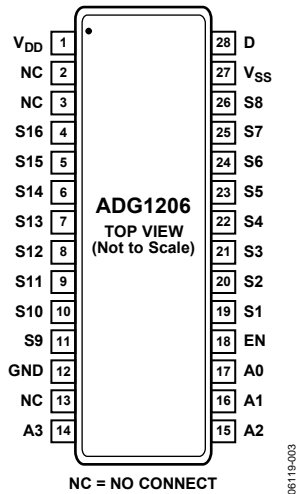 VDD 1 28 D
NC 2 27 VSS
NC 3 26 S8
S16 4 25 S7
S15 5 24 S6
S14 6 23 S5
S13 7 22 S4
S12 8 21 S3
S11 9 20 S2
S10 10 19 S1
S9 11 18 EN
GND 12 17 A0
NC 13 16 A1
A3 14 15 A2
ADG1206
TOP VIEW
(Not to Scale)
NC = NO CONNECT
06119-003